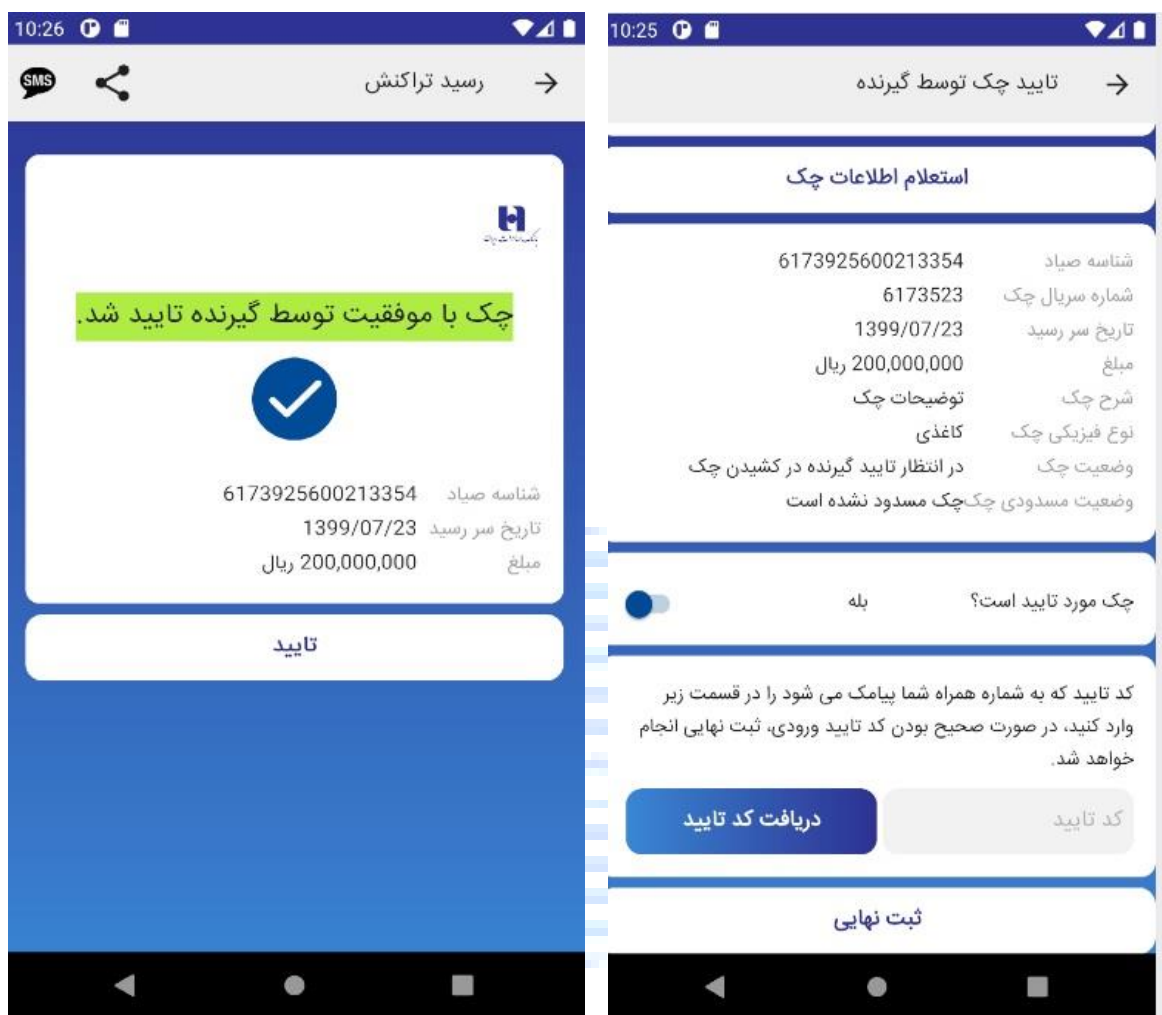 10:25
تایید چک توسط گیرنده
استعلام اطلاعات چک
شناسه صیاد 6173925600213354
شماره سریال چک 6173523
تاریخ سر رسید 1399/07/23
مبلغ 200,000,000 ریال
شرح چک توضیحات چک
نوع فیزیکی چک کاغذی
وضعیت چک در انتظار تایید گیرنده در کشیدن چک
وضعیت مسدودی چک چک مسدود نشده است
چک مورد تایید است؟ بله
کد تایید که به شماره همراه شما پیامک می شود را در قسمت زیر
وارد کنید، در صورت صحیح بودن کد تایید ورودی، ثبت نهایی انجام
خواهد شد.
کد تایید دریافت کد تایید
ثبت نهایی
10:26
رسید تراکنش SMS
بانک صادرات ایران
چک با موفقیت توسط گیرنده تایید شد.
شناسه صیاد 6173925600213354
تاریخ سر رسید 1399/07/23
مبلغ 200,000,000 ریال
تایید